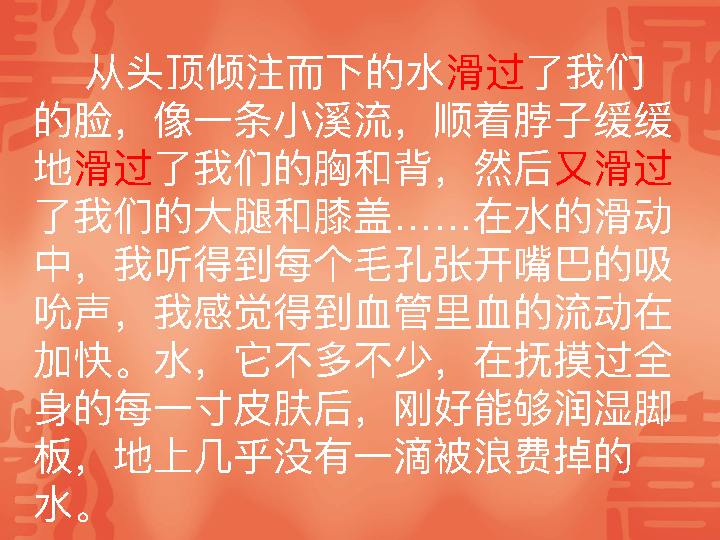 从头顶倾注而下的水滑过了我们
的脸，像一条小溪流，顺着脖子缓缓
地滑过了我们的胸和背，然后又滑过
了我们的大腿和膝盖……在水的滑动
中，我听得到每个毛孔张开嘴巴的吸
吮声，我感觉得到血管里血的流动在
加快。水，它不多不少，在抚摸过全
身的每一寸皮肤后，刚好能够润湿脚
板，地上几乎没有一滴被浪费掉的
水。